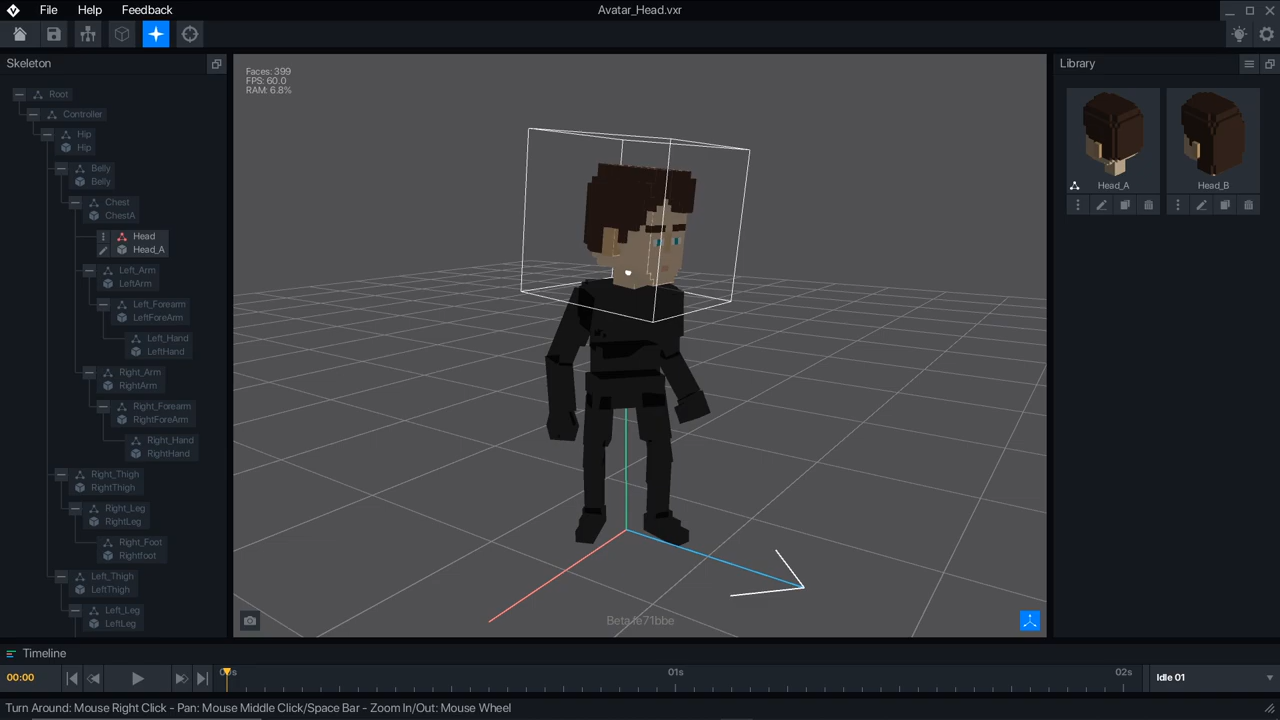 File Help Feedback
Avatar_Head.vxr
Skeleton
Root
Controller
Hip
Hip
Belly
Belly
Chest
ChestA
Head
Head_A
Left_Arm
LeftArm
Left_Forearm
LeftForeArm
Left_Hand
LeftHand
Right_Arm
RightArm
Right_Forearm
RightForeArm
Right_Hand
RightHand
Right_Thigh
RightThigh
Right_Leg
RightLeg
Right_Foot
Rightfoot
Left_Thigh
LeftThigh
Left_Leg
LeftLeg
Faces: 399
FPS: 60.0
RAM: 6.8%
Beta fe71bbe
Library
Head_A
Head_B
Timeline
00:00
00s
01s
02s
Idle 01
Turn Around: Mouse Right Click - Pan: Mouse Middle Click/Space Bar - Zoom In/Out: Mouse Wheel